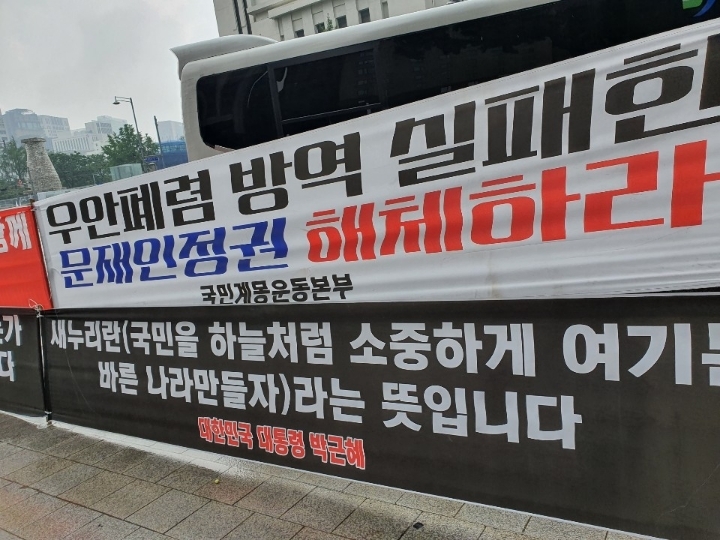 우안폐렴 방역 실패한
문재인정권 해체하라
국민계몽운동본부
새누리란(국민을 하늘처럼 소중하게 여기는
바른 나라만들자)라는 뜻입니다
대한민국 대통령 박근혜